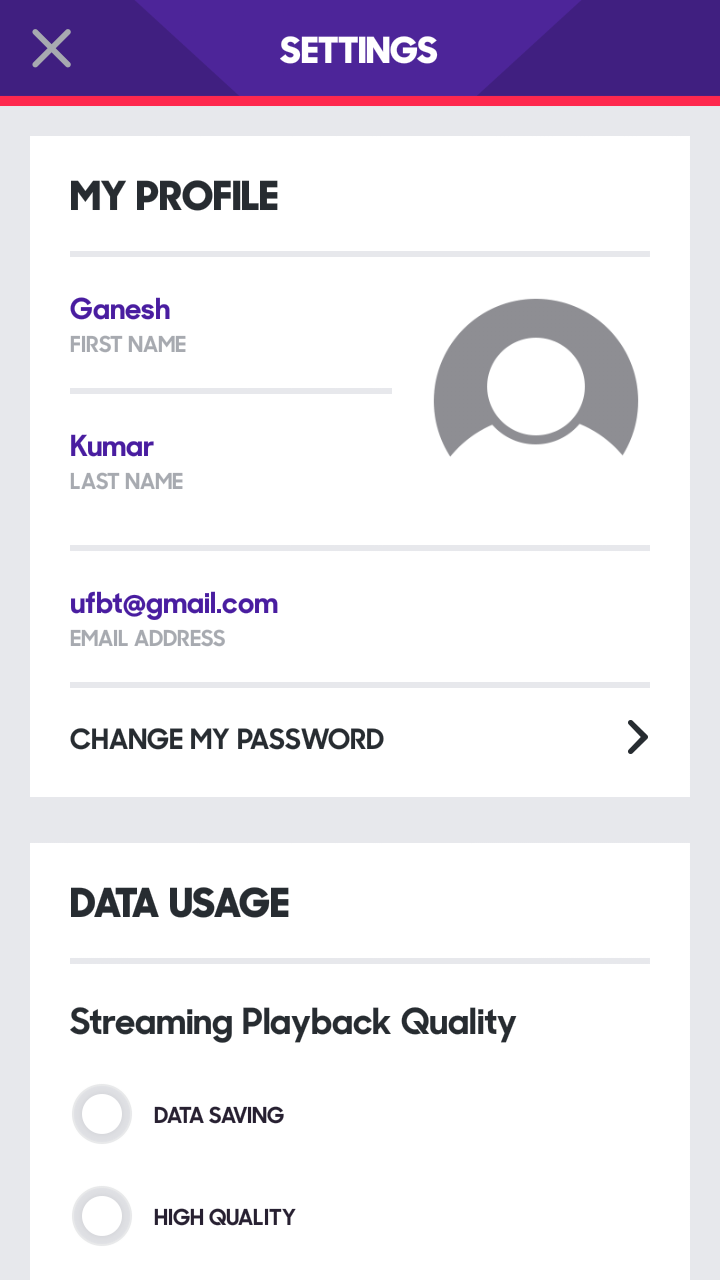 SETTINGS
MY PROFILE
Ganesh
FIRST NAME
Kumar
LAST NAME
ufbt@gmail.com
EMAIL ADDRESS
CHANGE MY PASSWORD
DATA USAGE
Streaming Playback Quality
DATA SAVING
HIGH QUALITY